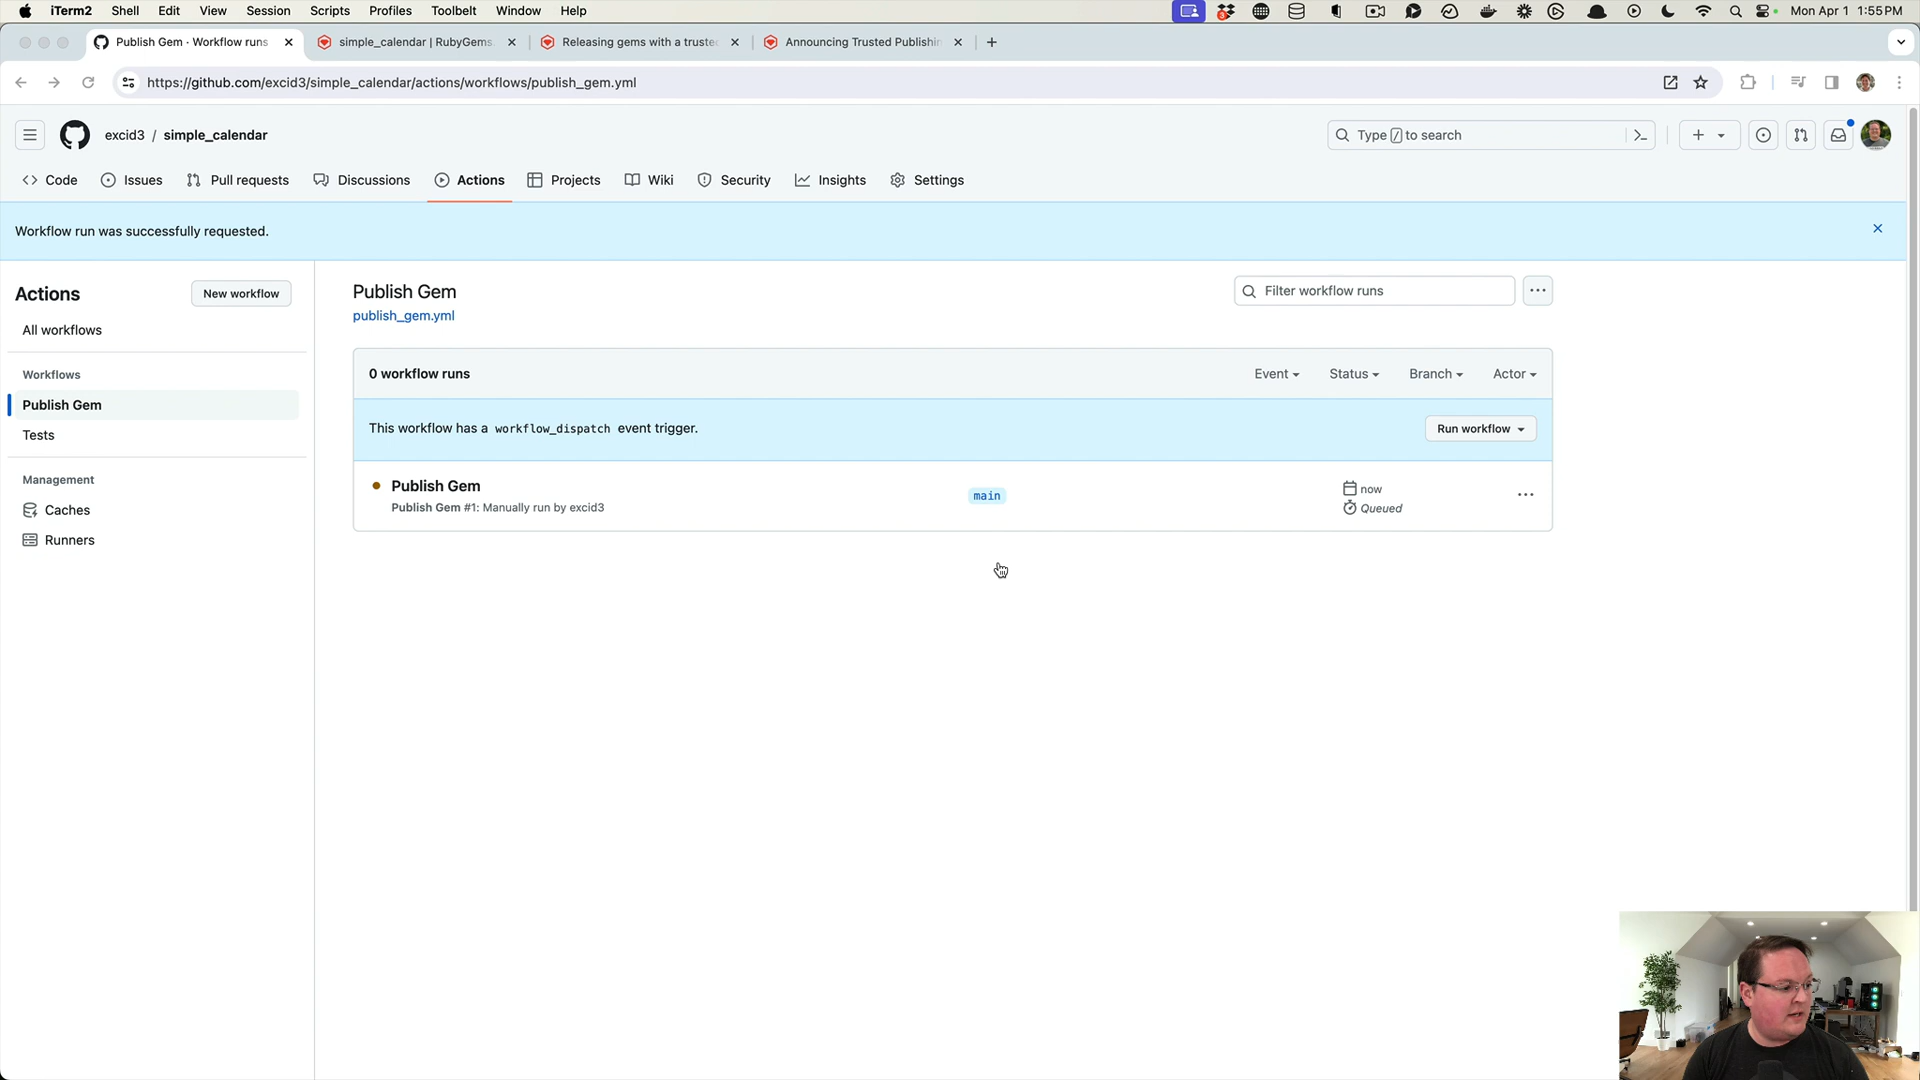 iTerm2 Shell Edit View Session Scripts Profiles Toolbelt Window Help Mon Apr 1 1:55 PM
Publish Gem · Workflow runs simple_calendar | RubyGems. Releasing gems with a trusted Announcing Trusted Publishin
https://github.com/excid3/simple_calendar/actions/workflows/publish_gem.yml
excid3 / simple_calendar Type / to search
Code Issues Pull requests Discussions Actions Projects Wiki Security Insights Settings
Workflow run was successfully requested.
Actions New workflow
All workflows
Workflows
Publish Gem
Tests
Management
Caches
Runners
Publish Gem Filter workflow runs
publish_gem.yml
0 workflow runs Event Status Branch Actor
This workflow has a workflow_dispatch event trigger. Run workflow
Publish Gem main now
Publish Gem #1: Manually run by excid3 Queued